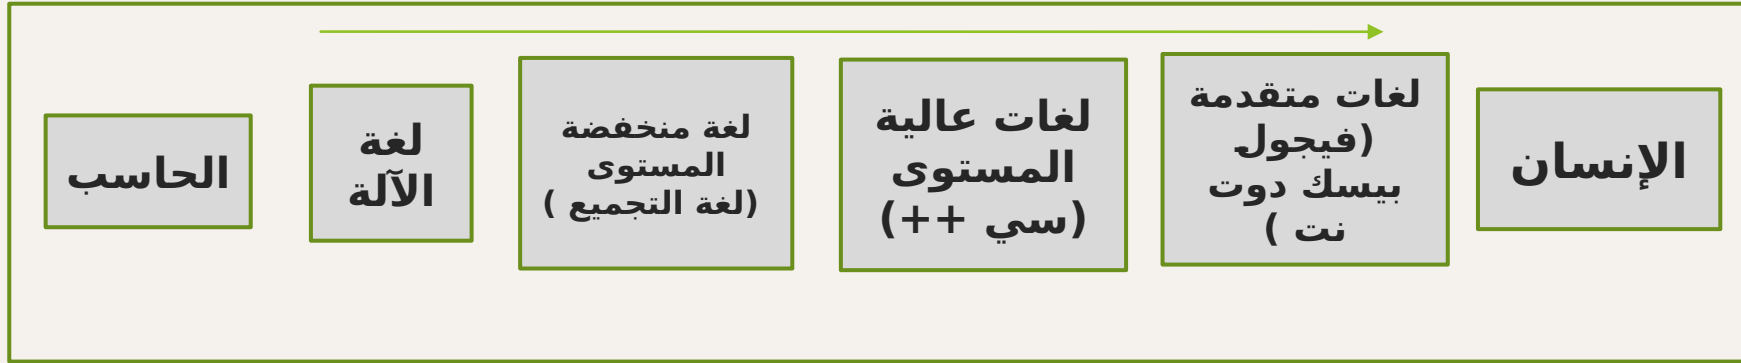 الحاسب
لغة
الآلة
لغة منخفضة
المستوى
(لغة التجميع )
لغات عالية
المستوى
(سي ++)
لغات متقدمة
(فيجول
بيسك دوت
نت )
الإنسان